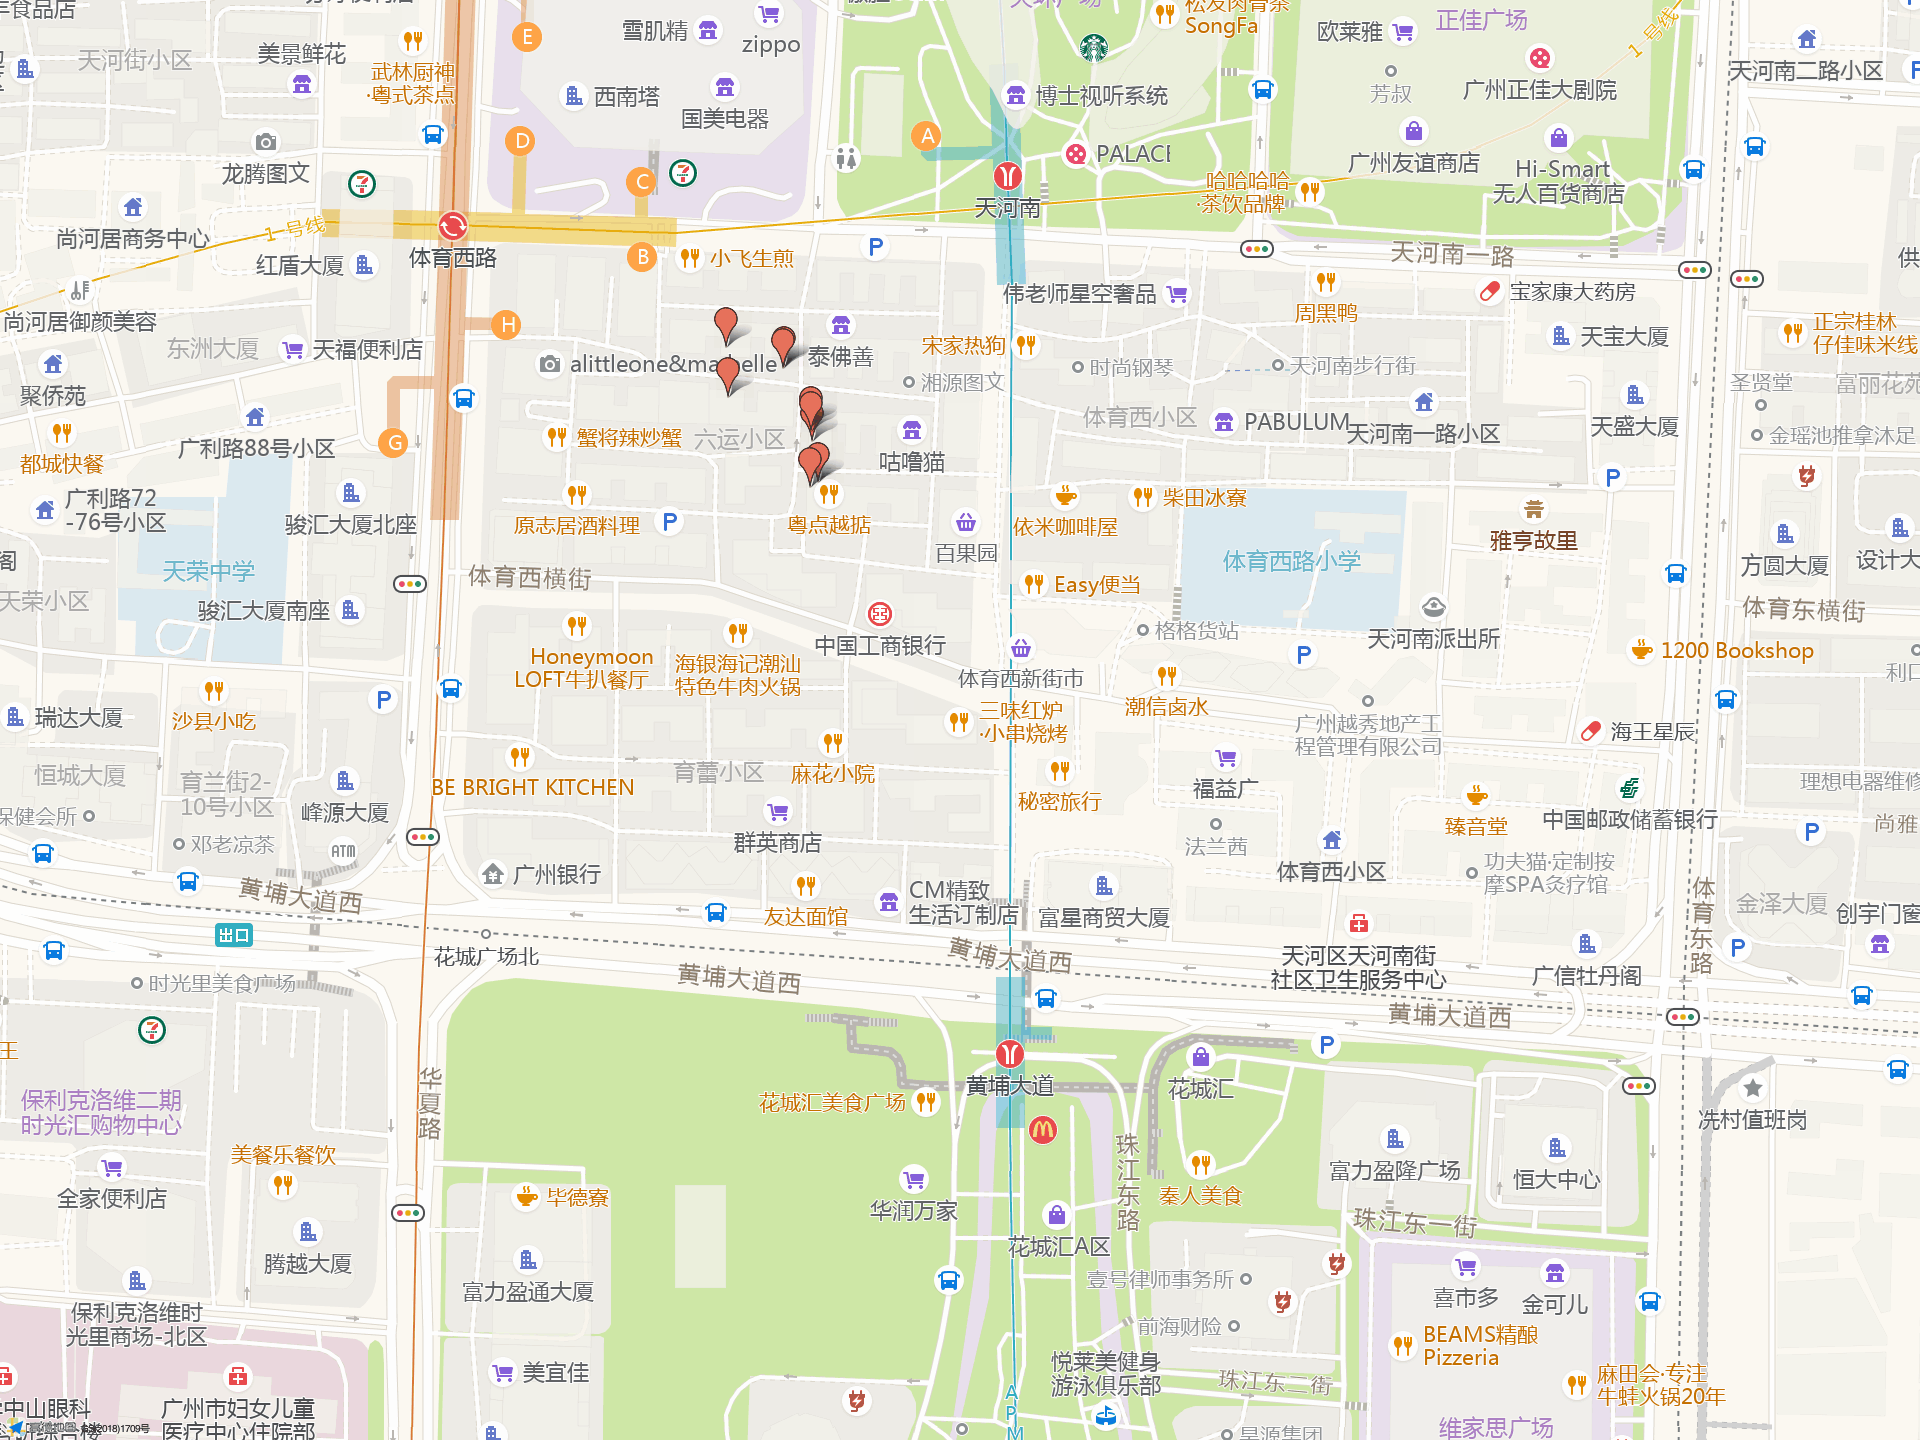 年食品店
天河街小区
美景鲜花
武林厨神
·粤式茶点
龙腾图文
尚河居商务中心
1号线
红盾大厦
体育西路
尚河居御颜美容
东洲大厦
天福便利店
聚侨苑
广利路88号小区
都城快餐
广利路72
-76号小区
骏汇大厦北座
天荣中学
天荣小区
骏汇大厦南座
阁
E
D
C
B
H
G
A
雪肌精
zippo
西南塔
国美电器
小飞生煎
alittleone&ma
elle
泰佛善
蟹将辣炒蟹
六运小区
咕噜猫
湘源图文
原志居酒料理
P
粤点越掂
百果园
体育西横街
中国工商银行
Honeymoon
LOFT牛扒餐厅
海银海记潮汕
特色牛肉火锅
天环广场
松发肉骨茶
SongFa
博士视听系统
PALACE
天河南
哈哈哈哈
·茶饮品牌
P
伟老师星空奢品
宋家热狗
时尚钢琴
体育西小区
天河南步行街
PABULUM
天河南一路小区
周黑鸭
天河南一路
宝家康大药房
天宝大厦
天盛大厦
欧莱雅
正佳广场
1号线
芳叔
广州正佳大剧院
广州友谊商店
Hi-Smart
无人百货商店
天河南二路小区
P
供
正宗桂林
仔佳味米线
圣贤堂
富丽花苑
金瑶池推拿沐足
P
方圆大厦
设计大
依米咖啡屋
柴田冰寮
雅亨故里
体育西路小学
Easy便当
格格货站
天河南派出所
P
体育东横街
1200 Bookshop
利口
体育西新街市
潮信卤水
广州越秀地产工
程管理有限公司
海王星辰
三味红炉
·小串烧烤
沙县小吃
P
瑞达大厦
恒城大厦
育兰街2-
10号小区
峰源大厦
保健会所
邓老凉茶
ATM
BE BRIGHT KITCHEN
育蕾小区
麻花小院
群英商店
秘密旅行
福益广
法兰茜
臻音堂
中国邮政储蓄银行
理想电器维修
尚雅
P
体育西小区
功夫猫·定制按
摩SPA灸疗馆
广州银行
友达面馆
CM精致
生活订制店
富星商贸大厦
黄埔大道西
出口
花城广场北
黄埔大道西
黄埔大道西
天河区天河南街
社区卫生服务中心
广信牡丹阁
体育东路
金泽大厦
创宇门窗
P
时光里美食广场
黄埔大道西
P
王
保利克洛维二期
时光汇购物中心
华夏路
花城汇美食广场
黄埔大道
花城汇
冼村值班岗
美餐乐餐饮
全家便利店
毕德寮
华润万家
珠江东路
秦人美食
富力盈隆广场
恒大中心
腾越大厦
富力盈通大厦
花城汇A区
珠江东一街
壹号律师事务所
喜市多
金可儿
保利克洛维时
光里商场-北区
前海财险
BEAMS精酿
Pizzeria
美宜佳
悦莱美健身
游泳俱乐部
珠江东二街
麻田会·专注
牛蛙火锅20年
中山眼科
广州市妇女儿童
医疗中心住院部
APM
昊源集团
维家思广场